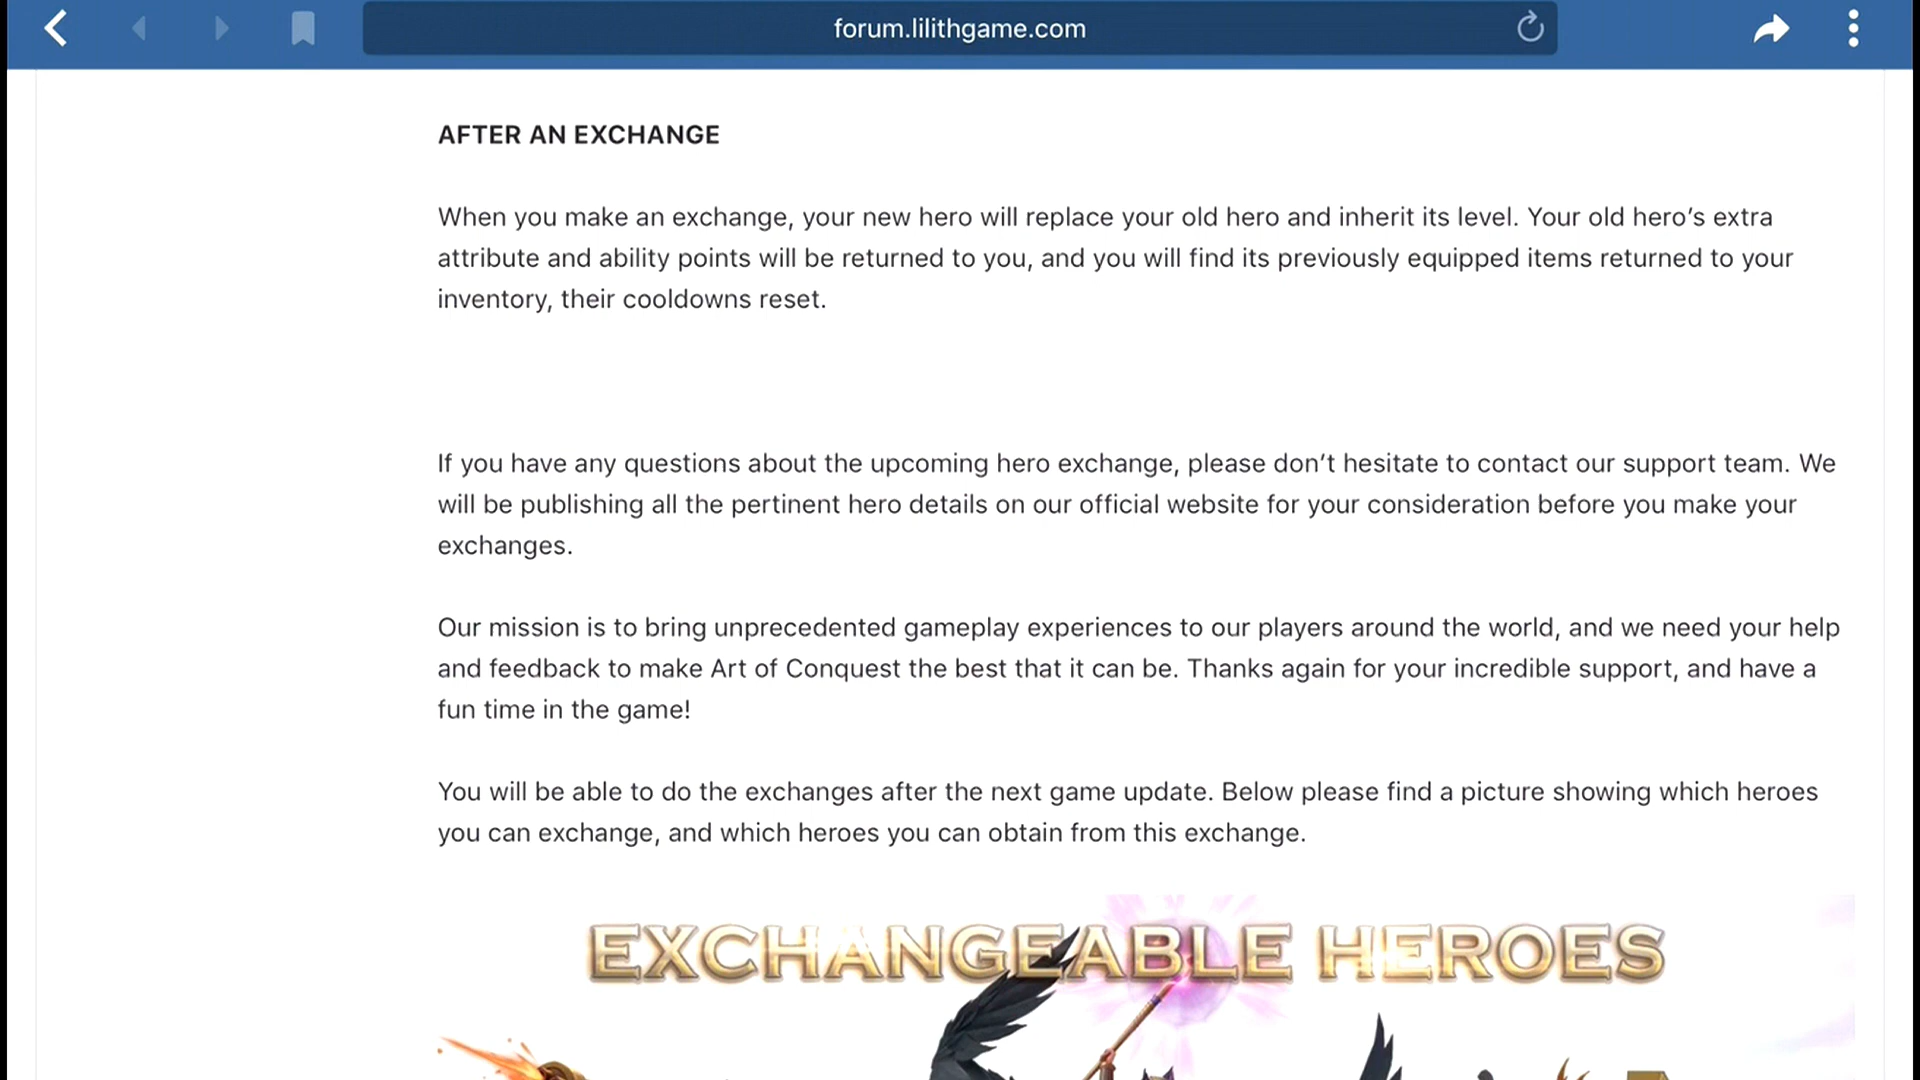 forum.lilithgame.com
AFTER AN EXCHANGE
When you make an exchange, your new hero will replace your old hero and inherit its level. Your old hero’s extra
attribute and ability points will be returned to you, and you will find its previously equipped items returned to your
inventory, their cooldowns reset.
If you have any questions about the upcoming hero exchange, please don’t hesitate to contact our support team. We
will be publishing all the pertinent hero details on our official website for your consideration before you make your
exchanges.
Our mission is to bring unprecedented gameplay experiences to our players around the world, and we need your help
and feedback to make Art of Conquest the best that it can be. Thanks again for your incredible support, and have a
fun time in the game!
You will be able to do the exchanges after the next game update. Below please find a picture showing which heroes
you can exchange, and which heroes you can obtain from this exchange.
EXCHANGEABLE HEROES